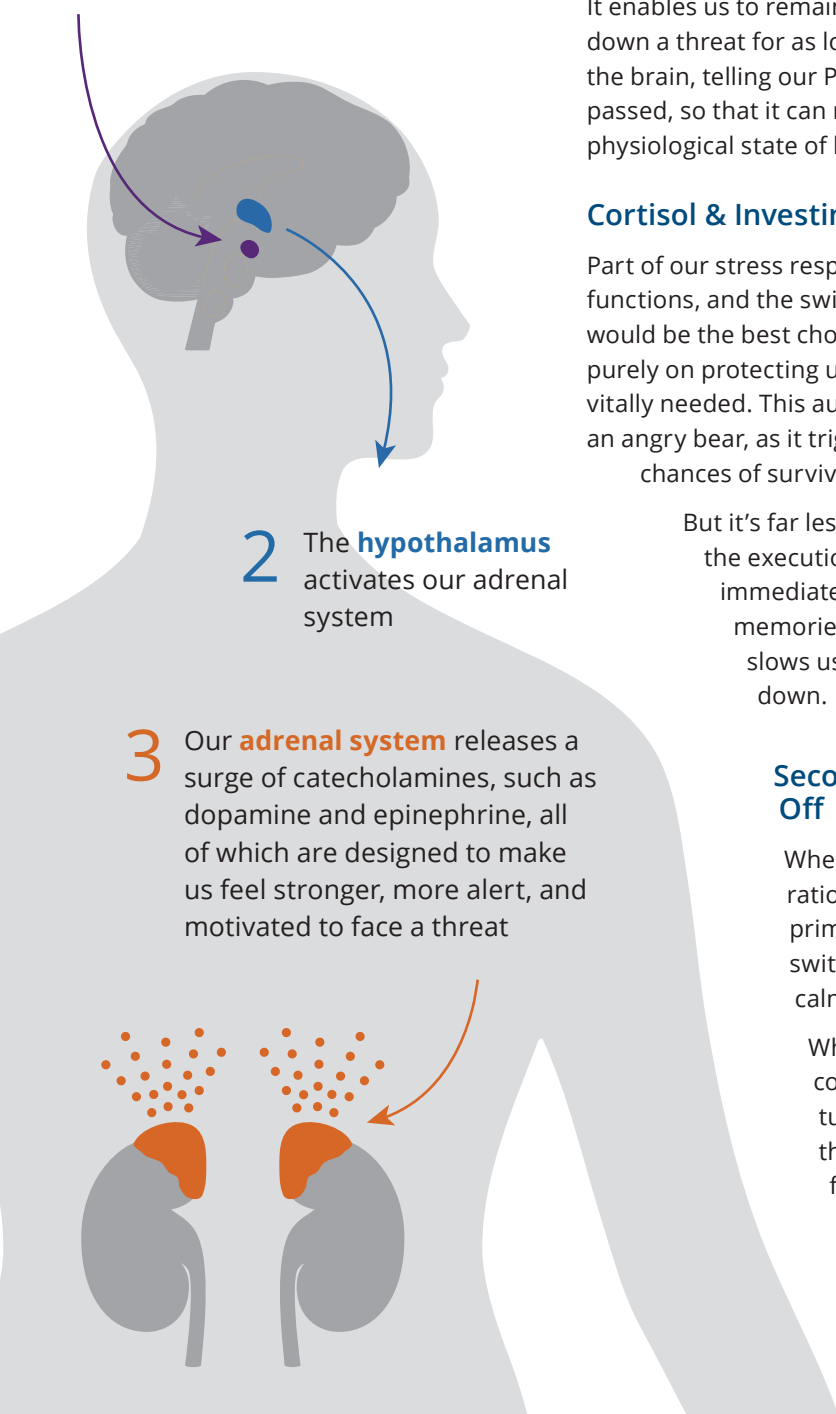 It enables us to remain
down a threat for as lo
the brain, telling our P
passed, so that it can
physiological state of
Cortisol & Investin
Part of our stress resp
functions, and the swi
would be the best cho
purely on protecting u
vitally needed. This au
an angry bear, as it trig
chances of surviv
But it’s far les
the executio
immediate
memorie
slows us
down.
Seco
Off
Whe
ratio
prim
swit
caln
Wh
co
tu
th
f
2
The hypothalamus
activates our adrenal
system
3
Our adrenal system releases a
surge of catecholamines, such as
dopamine and epinephrine, all
of which are designed to make
us feel stronger, more alert, and
motivated to face a threat